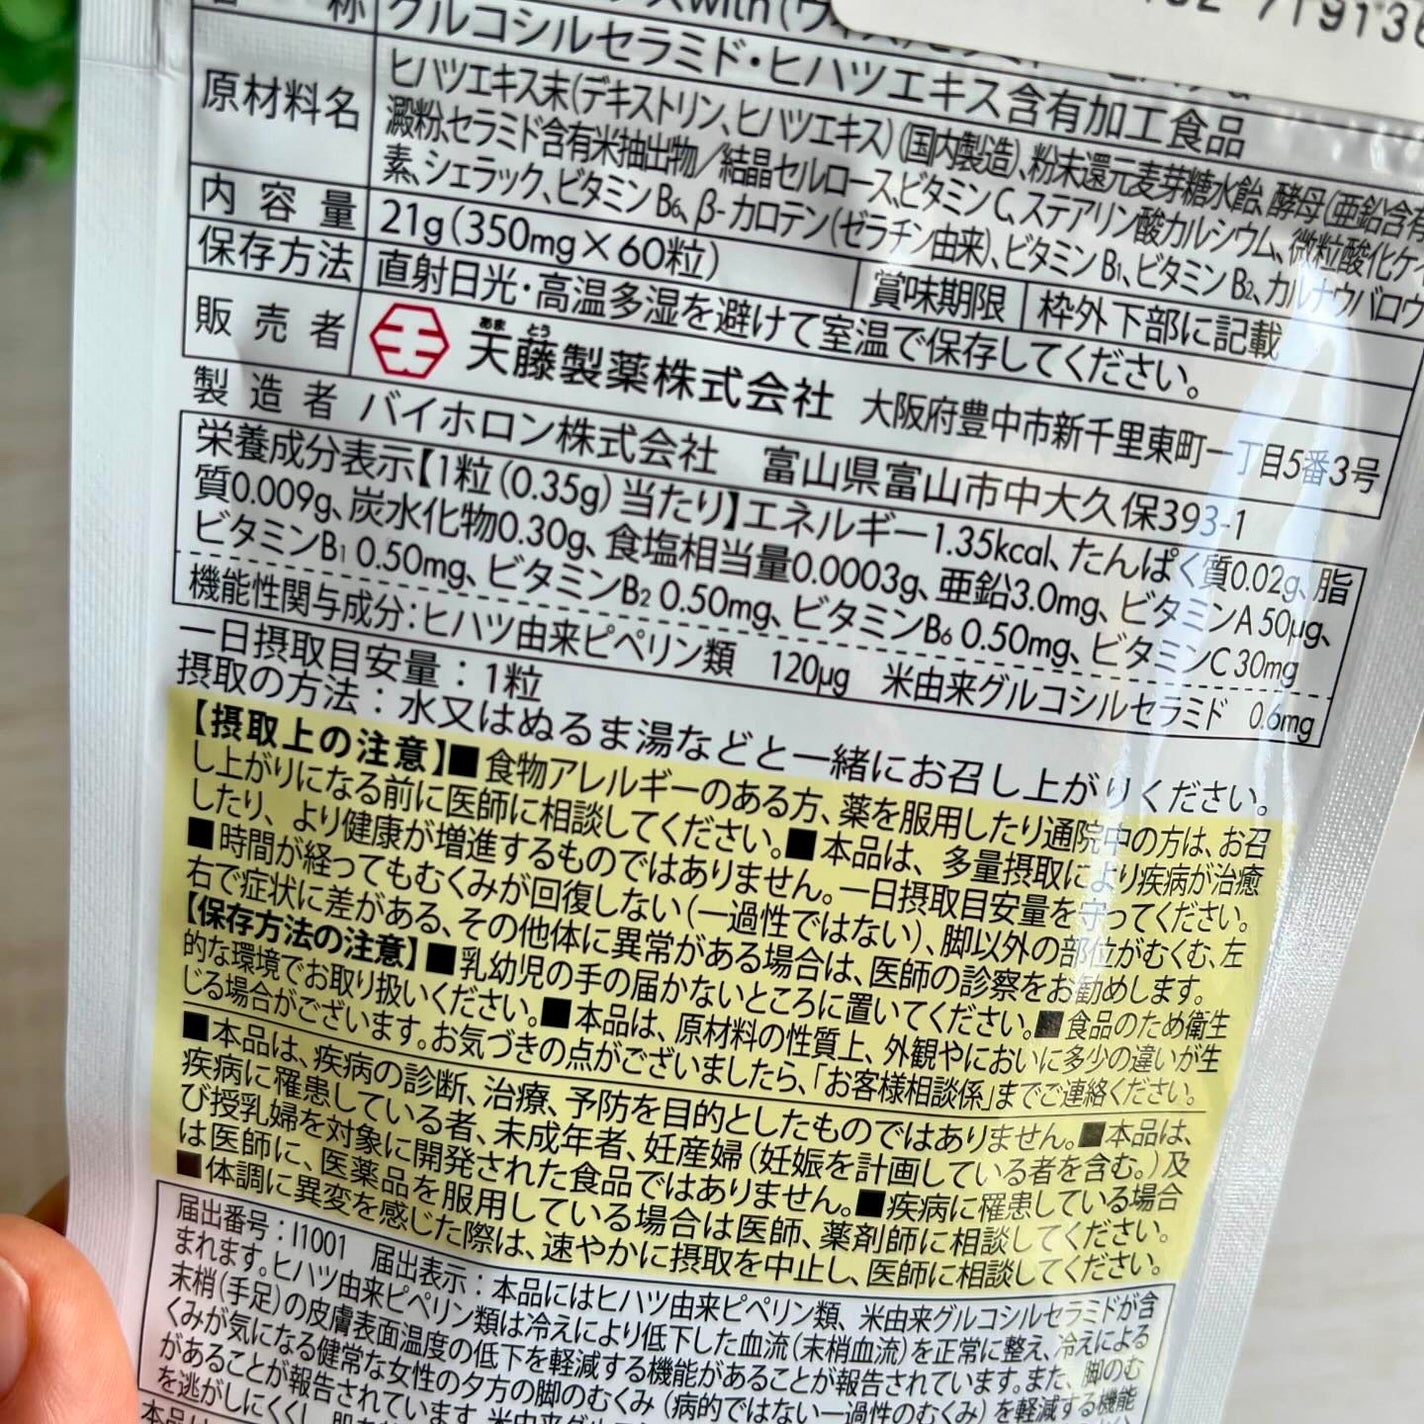 名 称 with(ウィズ)
グルコシルセラミド・ヒハツエキス含有加工食品
原材料名 ヒハツエキス末(デキストリン、ヒハツエキス)(国内製造)、粉末還元麦芽糖水飴、酵母(亜鉛含有
澱粉、セラミド含有米抽出物/結晶セルロース、ビタミンC、ステアリン酸カルシウム、微粒酸化ケイ
素、シェラック、ビタミンB6、β-カロテン(ゼラチン由来)、ビタミンB1、ビタミンB2、カルナウバロウ
内容量 21g(350mg×60粒) 賞味期限 枠外下部に記載
保存方法 直射日光・高温多湿を避けて室温で保存してください。
販売者 天藤製薬株式会社 大阪府豊中市新千里東町一丁目5番3号
あま とう
製造者 バイホロン株式会社 富山県富山市中大久保393-1
栄養成分表示【1粒(0.35g)当たり】エネルギー1.35kcal、たんぱく質0.02g、脂
質0.009g、炭水化物0.30g、食塩相当量0.0003g、亜鉛3.0mg、ビタミンA 50μg、
ビタミンB1 0.50mg、ビタミンB2 0.50mg、ビタミンB6 0.50mg、ビタミンC 30mg
機能性関与成分:ヒハツ由来ピペリン類 120μg 米由来グルコシルセラミド 0.6mg
一日摂取目安量:1粒
摂取の方法:水又はぬるま湯などと一緒にお召し上がりください。
【摂取上の注意】■食物アレルギーのある方、薬を服用したり通院中の方は、お召
し上がりになる前に医師に相談してください。■本品は、多量摂取により疾病が治癒
したり、より健康が増進するものではありません。一日摂取目安量を守ってください。
■時間が経ってもむくみが回復しない(一過性ではない)、脚以外の部位がむくむ、左
右で症状に差がある、その他体に異常がある場合は、医師の診察をお勧めします。
【保存方法の注意】■乳幼児の手の届かないところに置いてください。■食品のため衛生
的な環境でお取り扱いください。■本品は、原材料の性質上、外観やにおいに多少の違いが生
じる場合がございます。お気づきの点がございましたら、「お客様相談係」までご連絡ください。
■本品は、疾病の診断、治療、予防を目的としたものではありません。■本品は、
疾病に罹患している者、未成年者、妊産婦(妊娠を計画している者を含む。)及
び授乳婦を対象に開発された食品ではありません。■疾病に罹患している場合
は医師に、医薬品を服用している場合は医師、薬剤師に相談してください。
■体調に異変を感じた際は、速やかに摂取を中止し、医師に相談してください。
届出番号:I1001 届出表示:本品にはヒハツ由来ピペリン類、米由来グルコシルセラミドが含
まれます。ヒハツ由来ピペリン類は冷えにより低下した血流(末梢血流)を正常に整え、冷えによる
末梢(手足)の皮膚表面温度の低下を軽減する機能があることが報告されています。また、脚のむ
くみが気になる健常な女性の夕方の脚のむくみ(病的ではない一過性のむくみ)を軽減する機能
があることが報告されています。米由来グル
を逃がしにくくし、肌
本品は